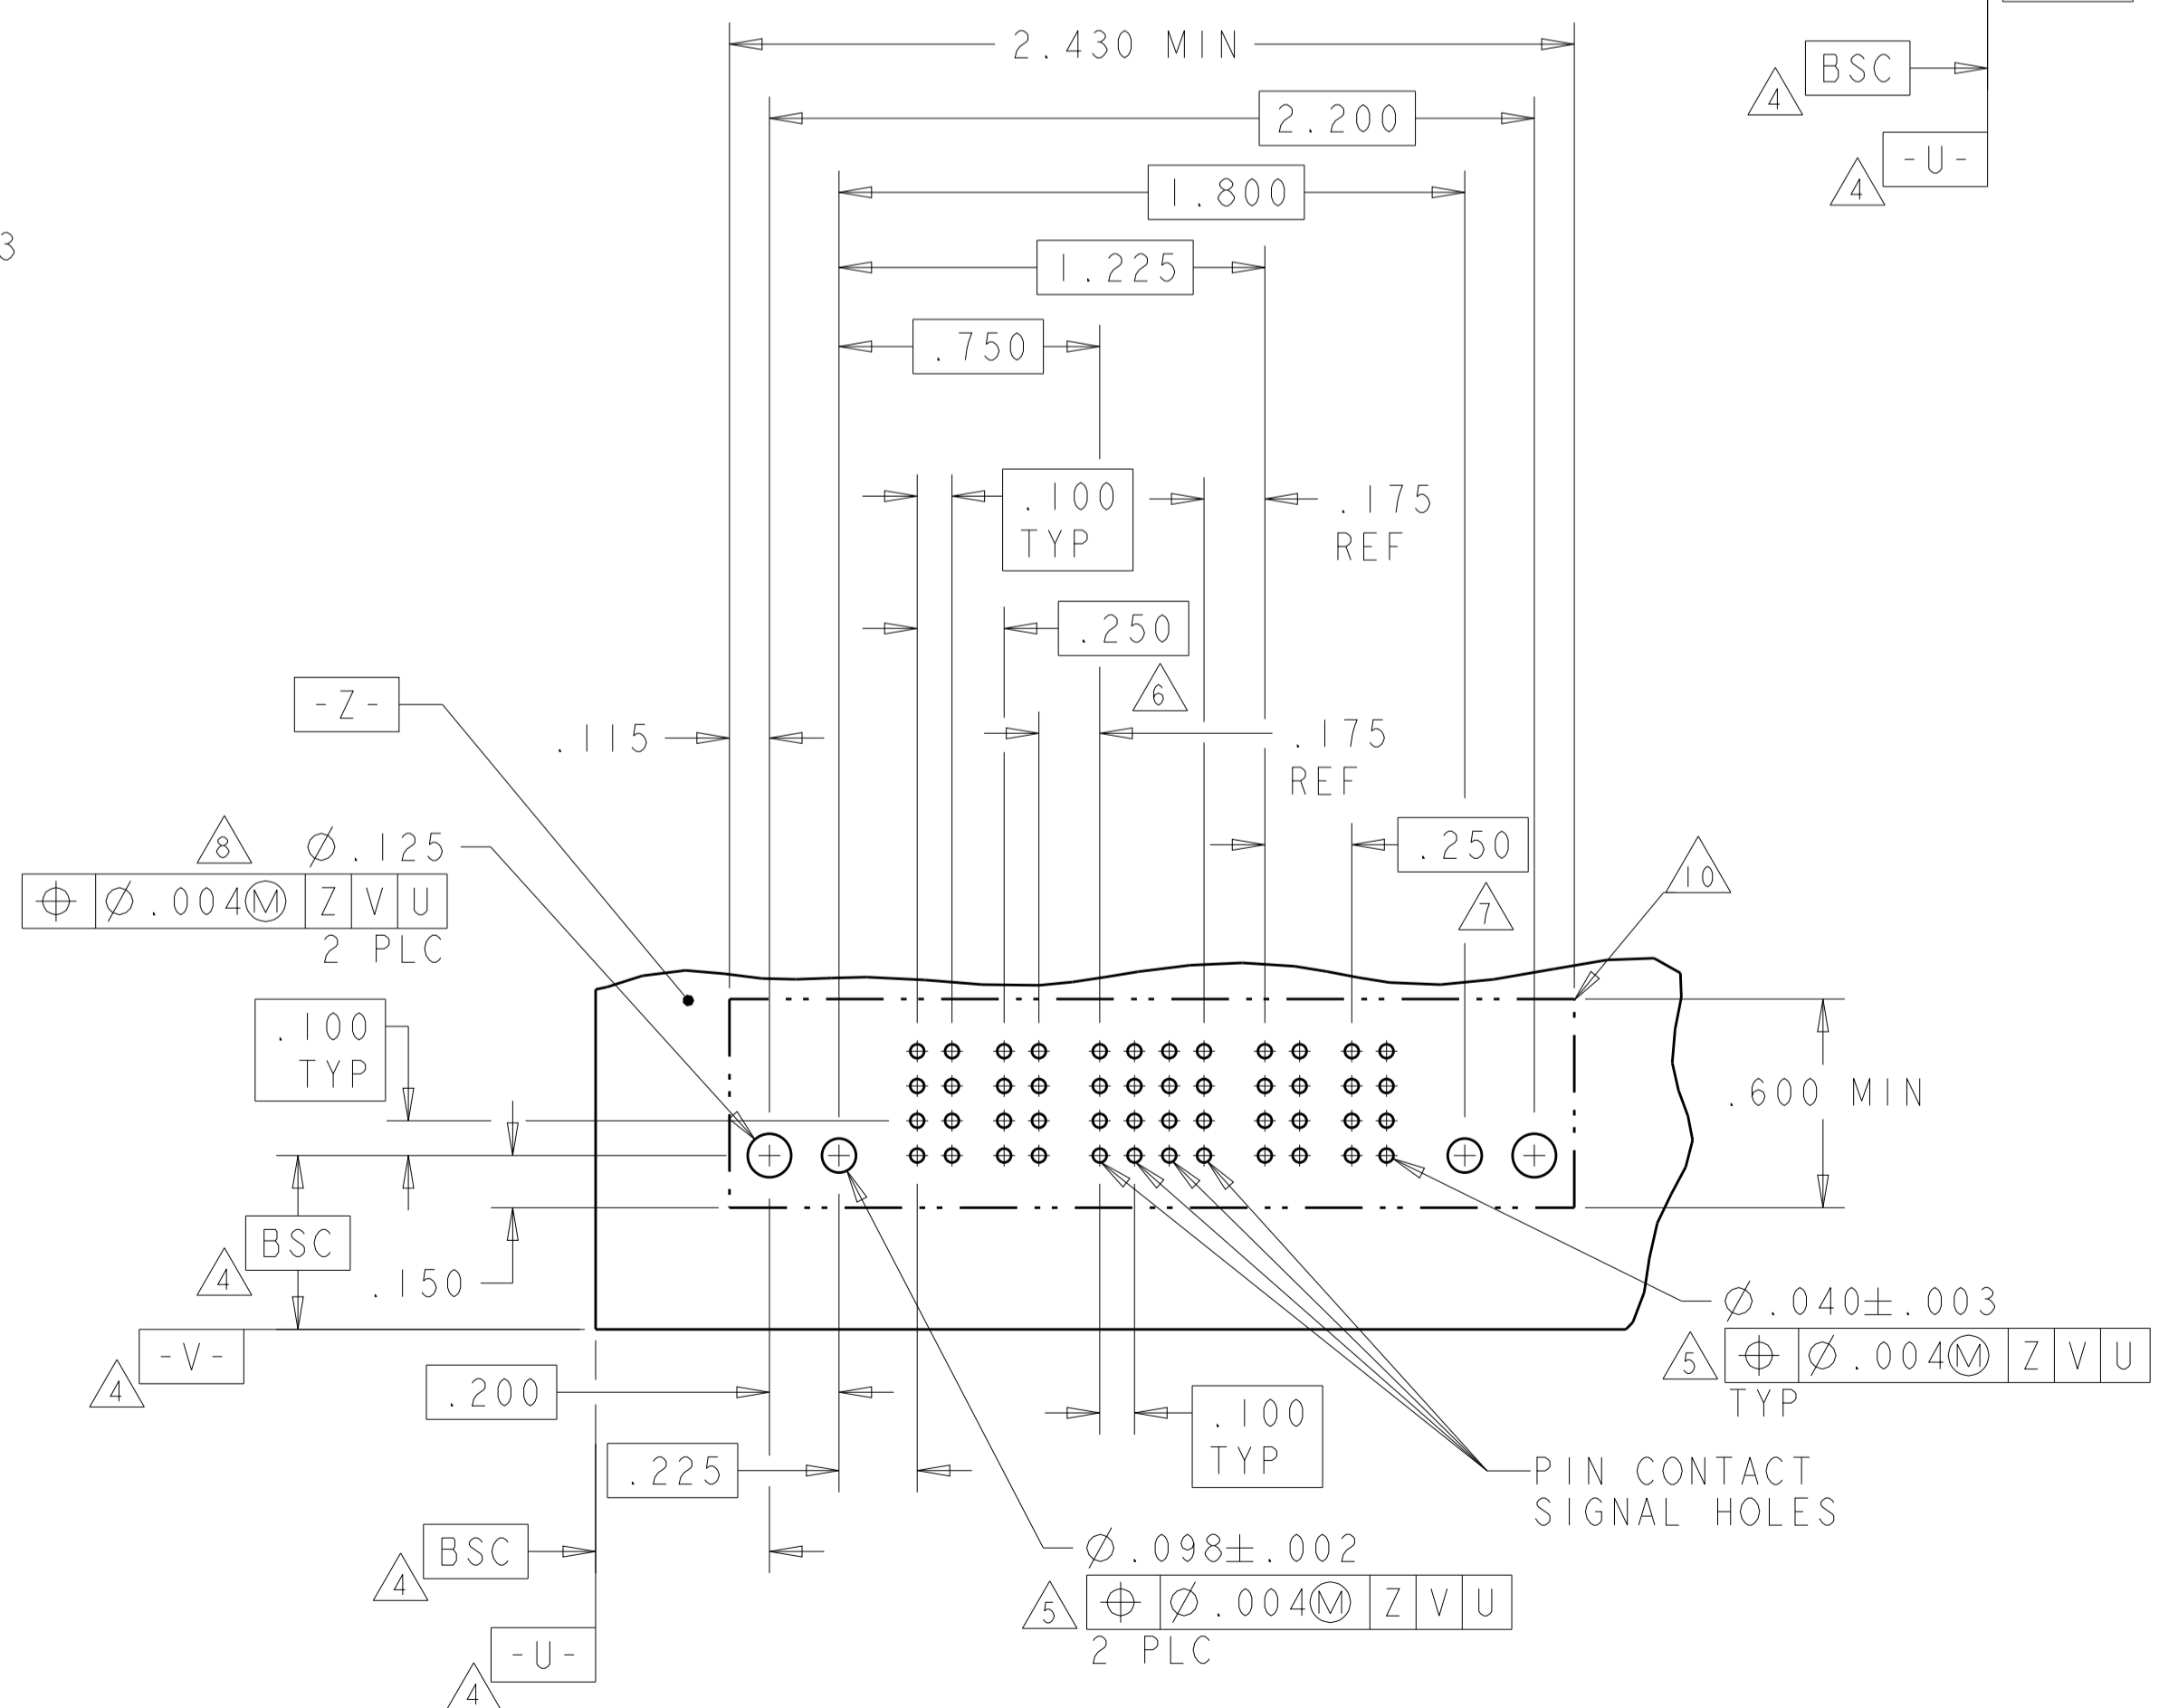 2.430 MIN
BSC
4
2.200
-U-
4
1.800
3
1.225
.750
.100
TYP
.175
REF
.250
6
-Z-
.115
.175
REF
8
Ø.125
.250
7
10
⌖ Ø.004Ⓜ Z V U
2 PLC
.100
TYP
.600 MIN
BSC
4
.150
Ø.040±.003
5
⌖ Ø.004Ⓜ Z V U
TYP
-V-
4
.200
.100
TYP
.225
PIN CONTACT
SIGNAL HOLES
BSC
4
Ø.098±.002
5
⌖ Ø.004Ⓜ Z V U
2 PLC
-U-
4